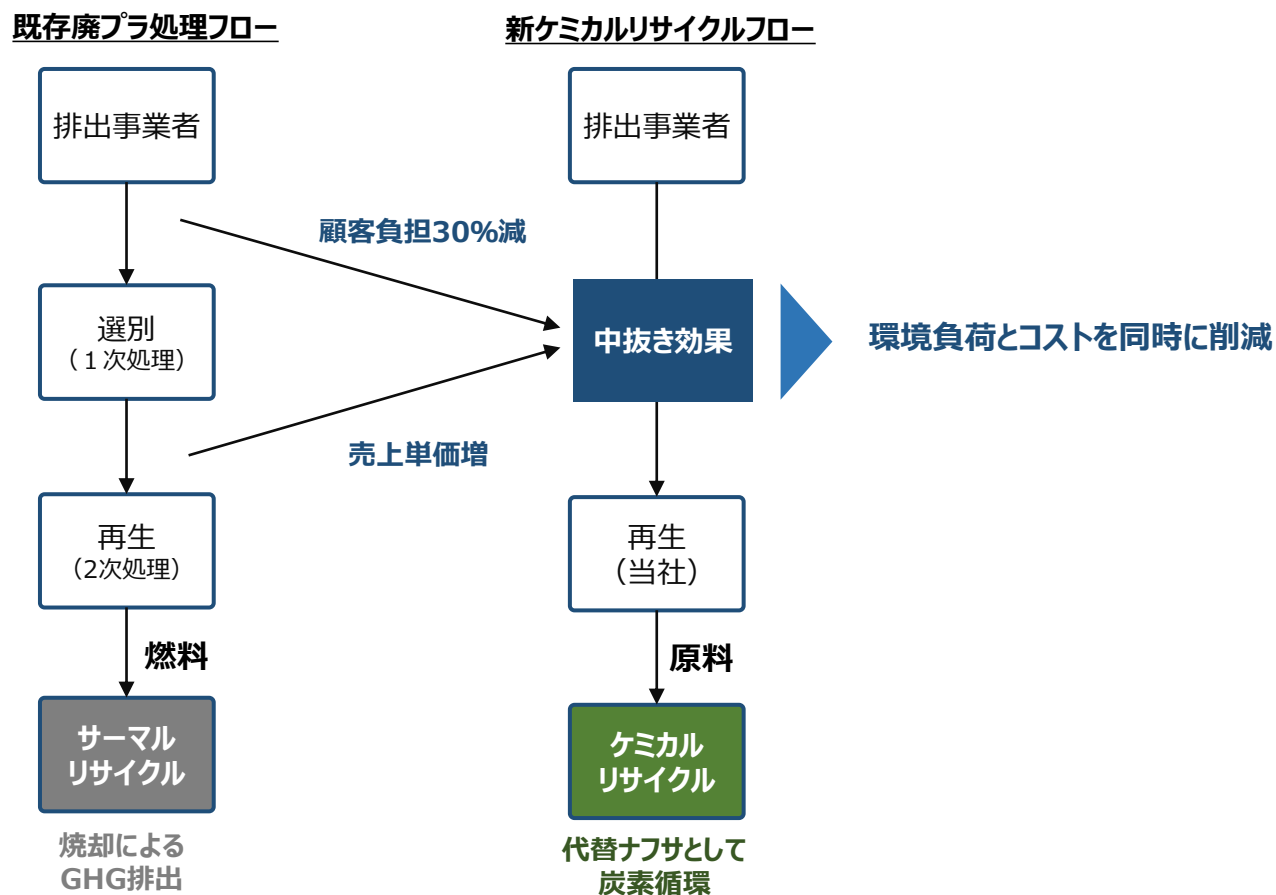 既存廃プラ処理フロー
新ケミカルリサイクルフロー
排出事業者
排出事業者
顧客負担30%減
選別
（１次処理）
中抜き効果
環境負荷とコストを同時に削減
売上単価増
再生
（2次処理）
再生
（当社）
燃料
原料
サーマル
リサイクル
ケミカル
リサイクル
焼却による
GHG排出
代替ナフサとして
炭素循環